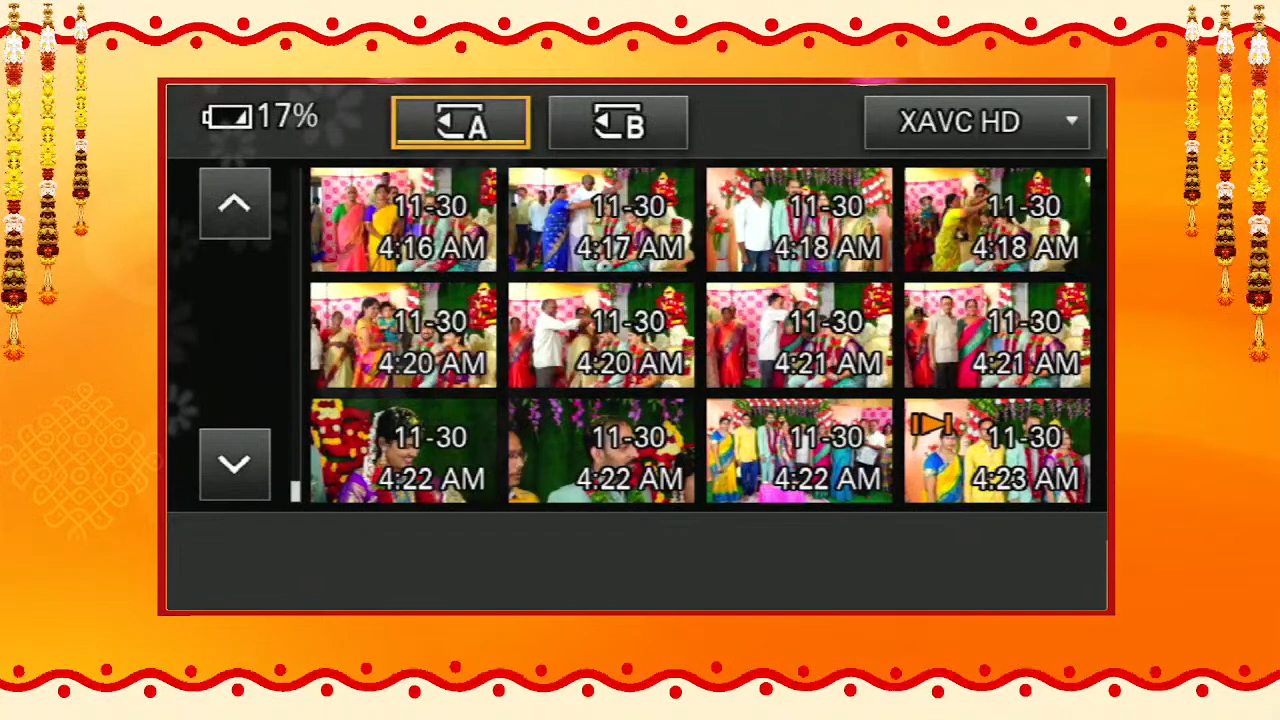 17%
A
B
XAVC HD
11-30
4:16 AM
11-30
4:17 AM
11-30
4:18 AM
11-30
4:18 AM
11-30
4:20 AM
11-30
4:20 AM
11-30
4:21 AM
11-30
4:21 AM
11-30
4:22 AM
11-30
4:22 AM
11-30
4:22 AM
11-30
4:23 AM